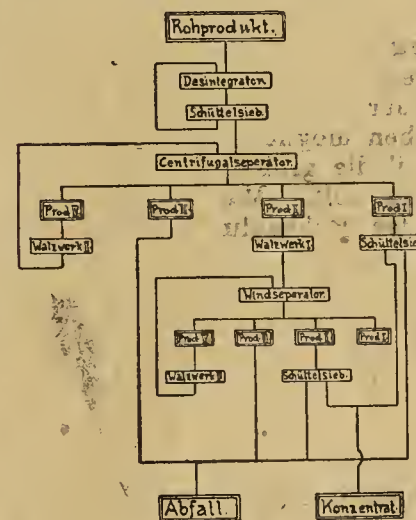 Rohprodukt.
Desintegraton.
Schüttelsieb.
Centrifugalseperator.
Prod Prod Prod Prod I.
Walzwerk Walzwerk I. Schüttelsieb.
Windseperator.
Prod Prod Prod Prod
Walzwerk Schüttelsieb.
Abfall. Konzentrat.